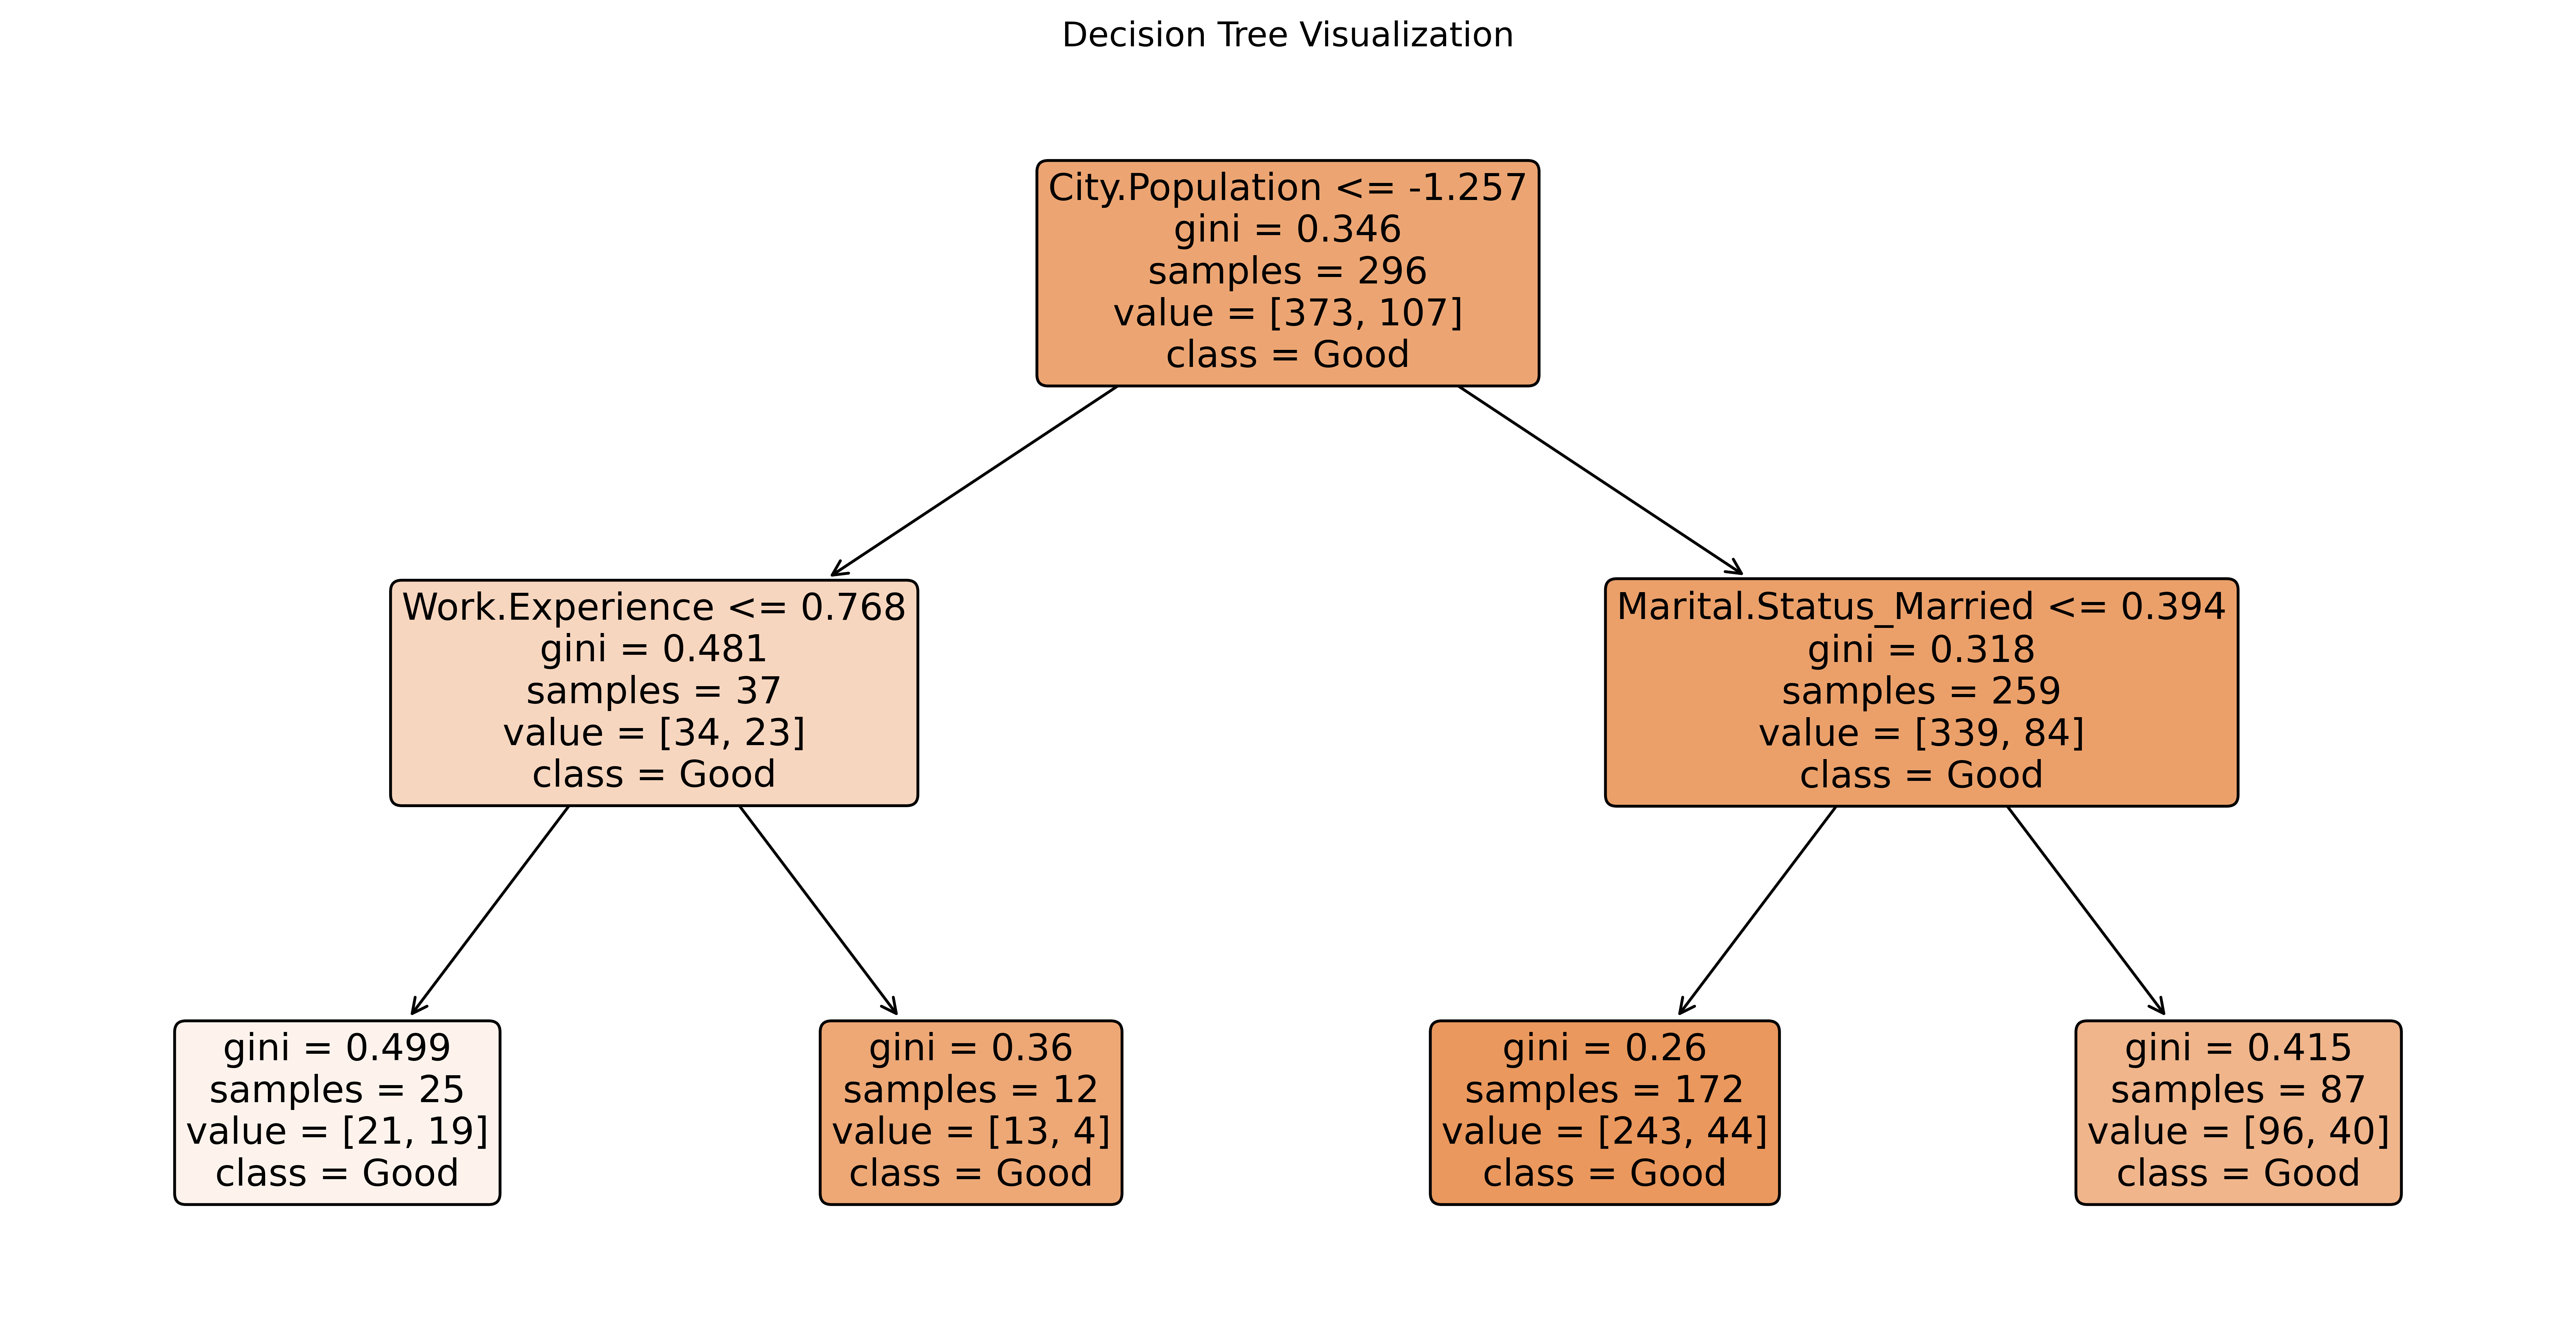 Decision Tree Visualization
City.Population <= -1.257
gini = 0.346
samples = 296
value = [373, 107]
class = Good
Work.Experience <= 0.768
gini = 0.481
samples = 37
value = [34, 23]
class = Good
Marital.Status_Married <= 0.394
gini = 0.318
samples = 259
value = [339, 84]
class = Good
gini = 0.499
samples = 25
value = [21, 19]
class = Good
gini = 0.36
samples = 12
value = [13, 4]
class = Good
gini = 0.26
samples = 172
value = [243, 44]
class = Good
gini = 0.415
samples = 87
value = [96, 40]
class = Good